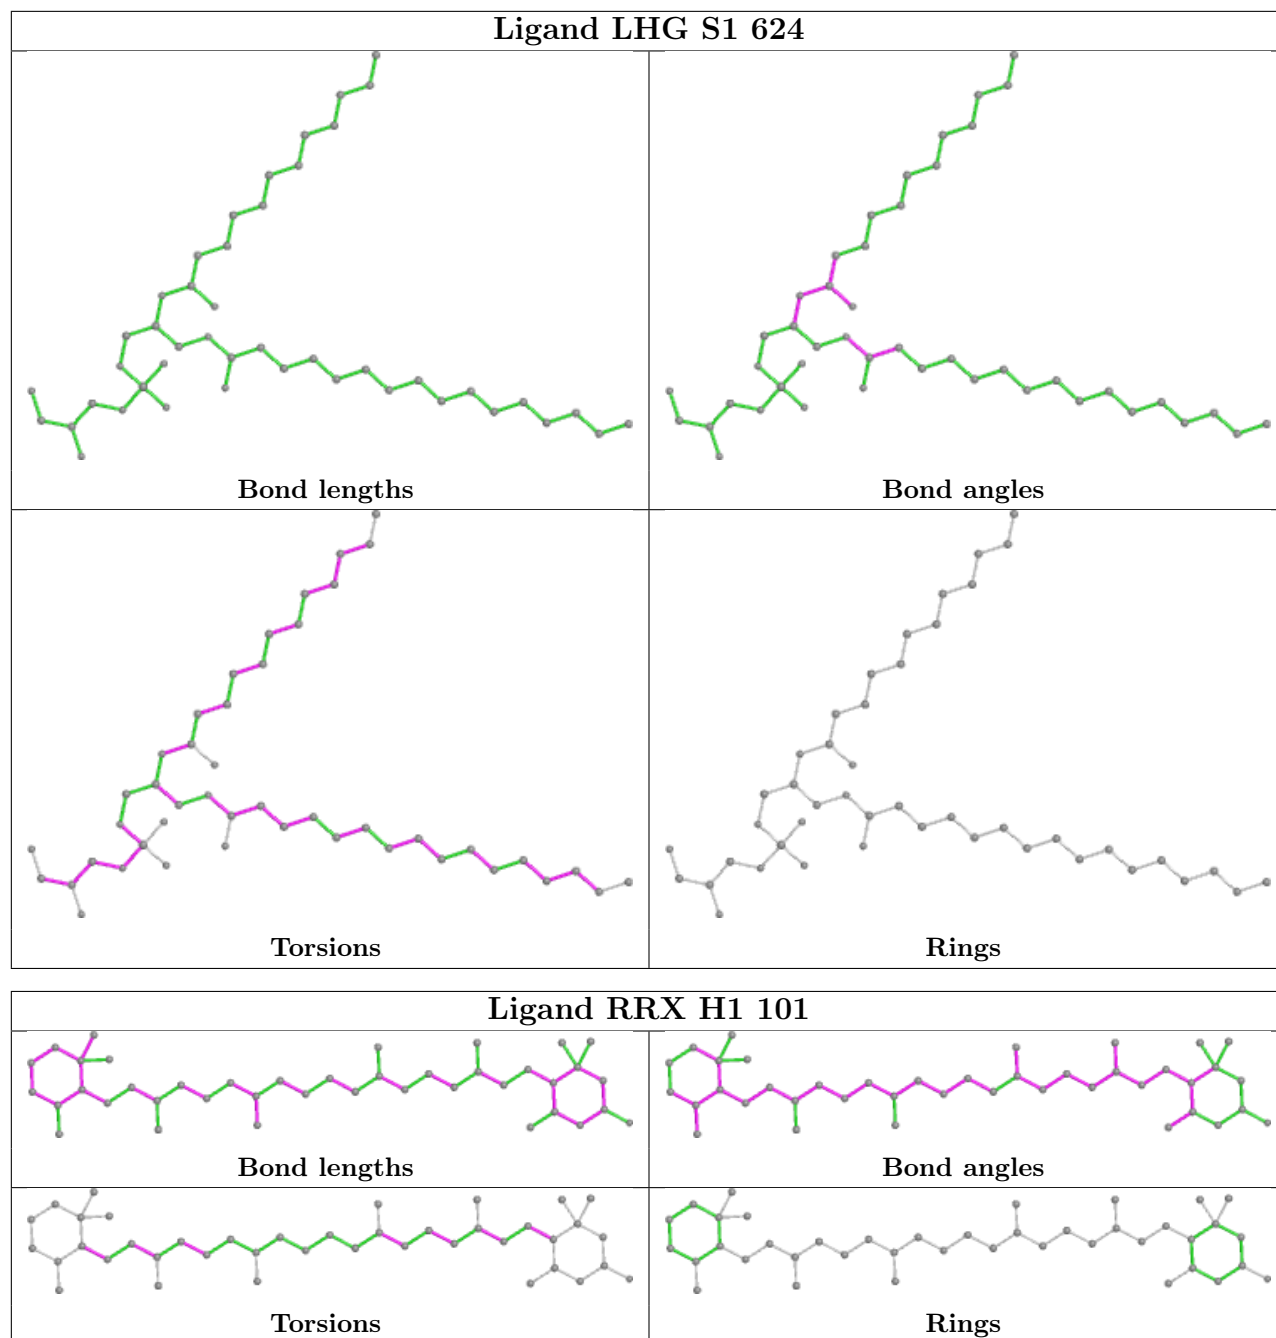 Ligand LHG S1 624
Bond lengths
Bond angles
Torsions
Rings
Ligand RRX H1 101
Bond lengths
Bond angles
Torsions
Rings